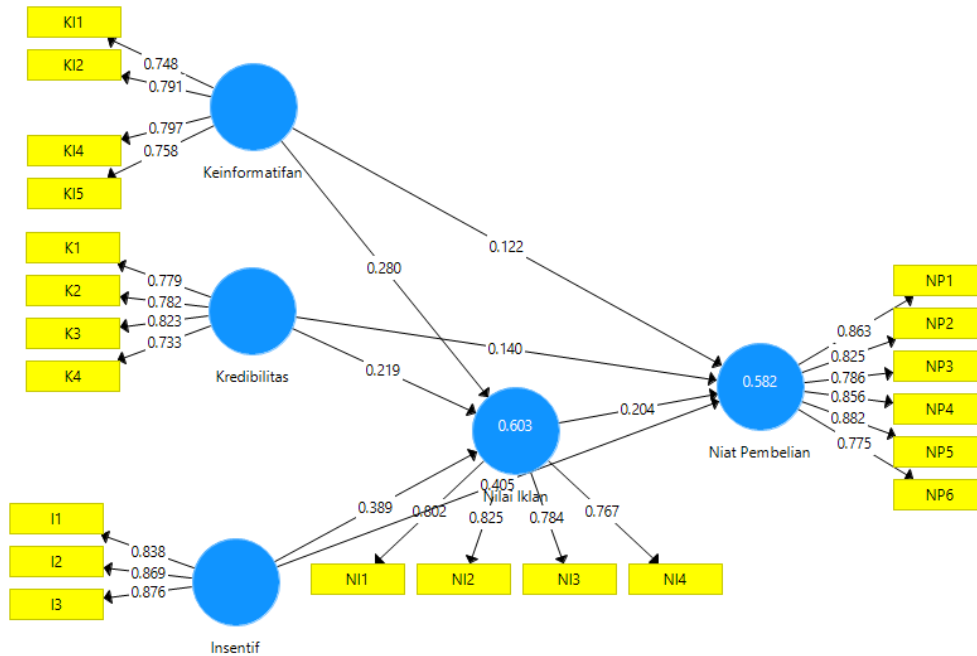 KI1
KI2
KI4
KI5
0.748
0.791
0.797
0.758
Keinformatifan
K1
K2
K3
K4
0.779
0.782
0.823
0.733
Kredibilitas
I1
I2
I3
0.838
0.869
0.876
Insentif
0.280
0.122
0.219
0.140
0.389
0.405
0.204
0.603
Nilai Iklan
0.802
0.825
0.784
0.767
NI1
NI2
NI3
NI4
0.582
Niat Pembelian
0.863
0.825
0.786
0.856
0.882
0.775
NP1
NP2
NP3
NP4
NP5
NP6